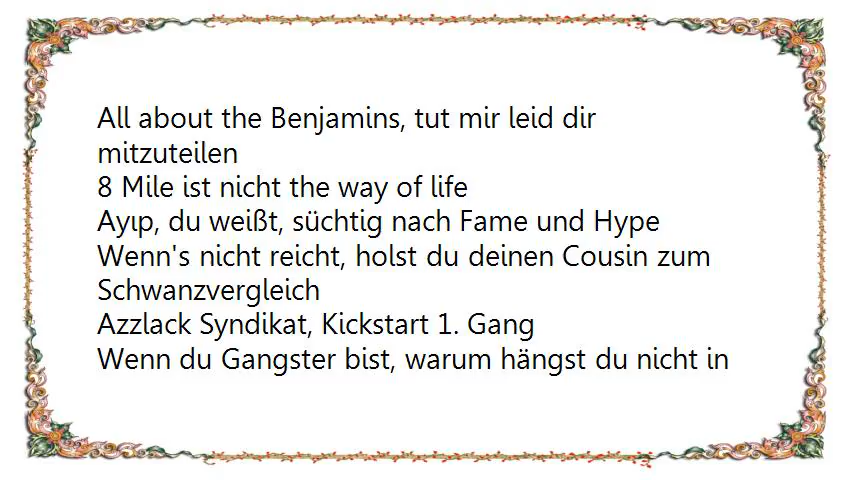 All about the Benjamins, tut mir leid dir
mitzuteilen
8 Mile ist nicht the way of life
Ayιp, du weißt, süchtig nach Fame und Hype
Wenn's nicht reicht, holst du deinen Cousin zum
Schwanzvergleich
Azzlack Syndikat, Kickstart 1. Gang
Wenn du Gangster bist, warum hängst du nicht in